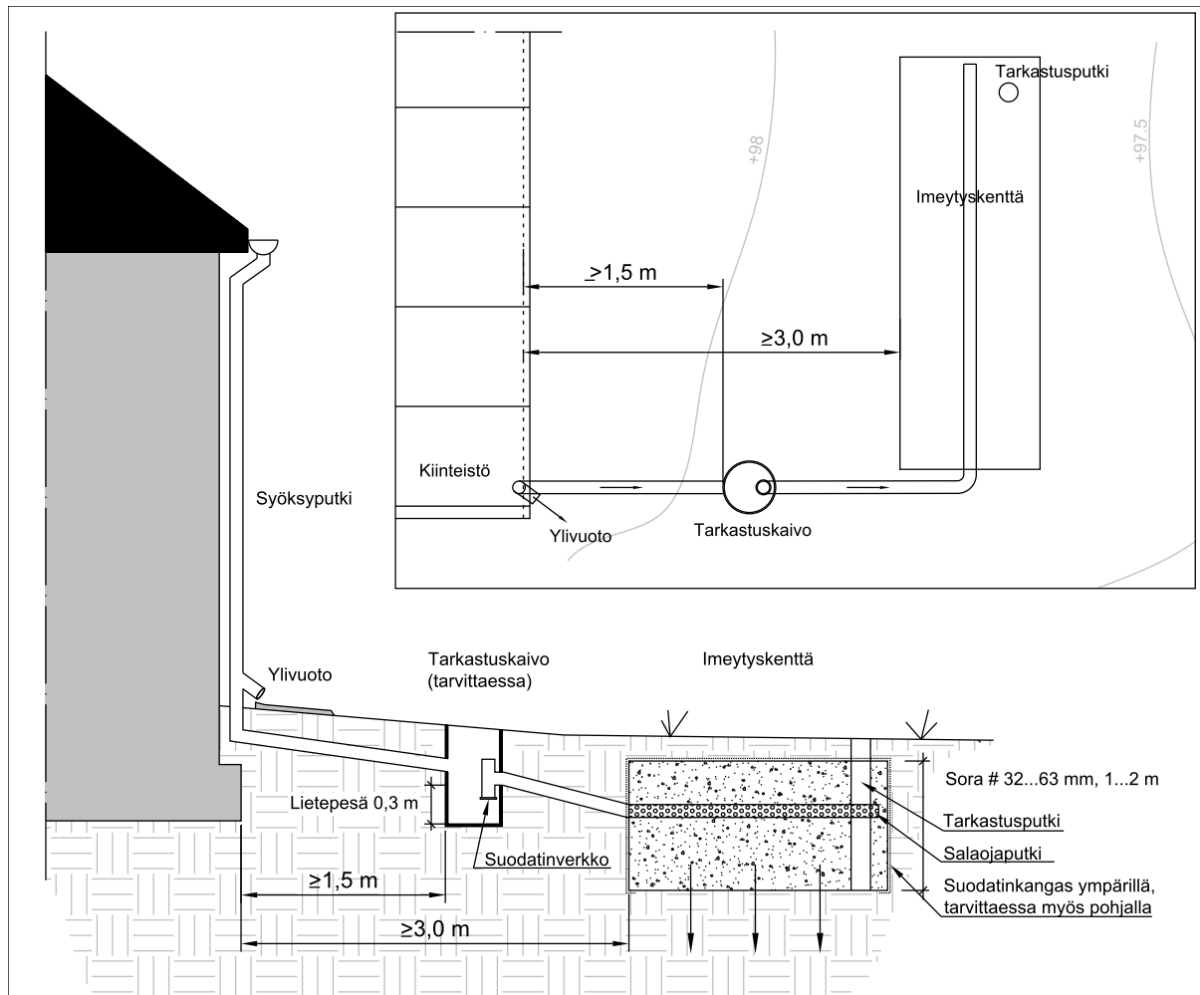 Tarkastusputki
+98
+97.5
Imeytyskenttä
≥1,5 m
≥3,0 m
Kiinteistö
Ylivuoto
Tarkastuskaivo
Syöksyputki
Ylivuoto
Tarkastuskaivo
(tarvittaessa)
Imeytyskenttä
Lietepesä 0,3 m
Suodatinverkko
≥1,5 m
≥3,0 m
Sora # 32...63 mm, 1...2 m
Tarkastusputki
Salaojaputki
Suodatinkangas ympärillä,
tarvittaessa myös pohjalla